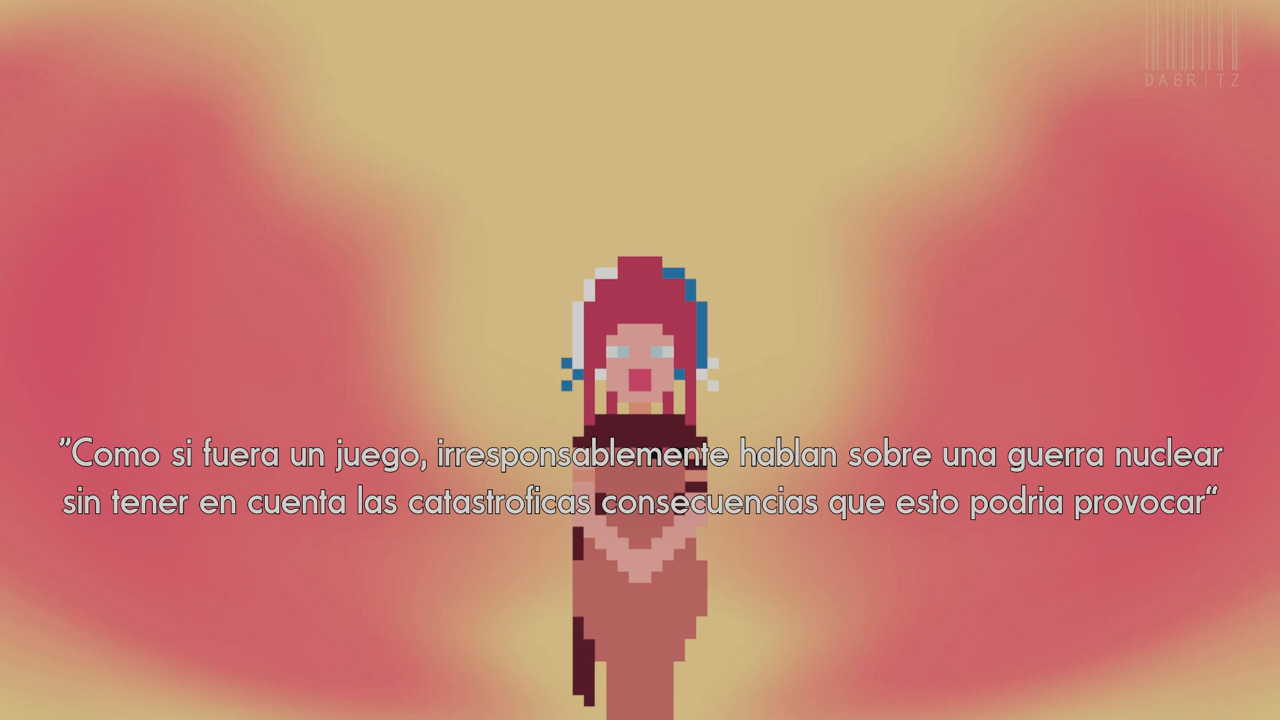 DABRITZ
”Como si fuera un juego, irresponsablemente hablan sobre una guerra nuclear
sin tener en cuenta las catastroficas consecuencias que esto podria provocar“